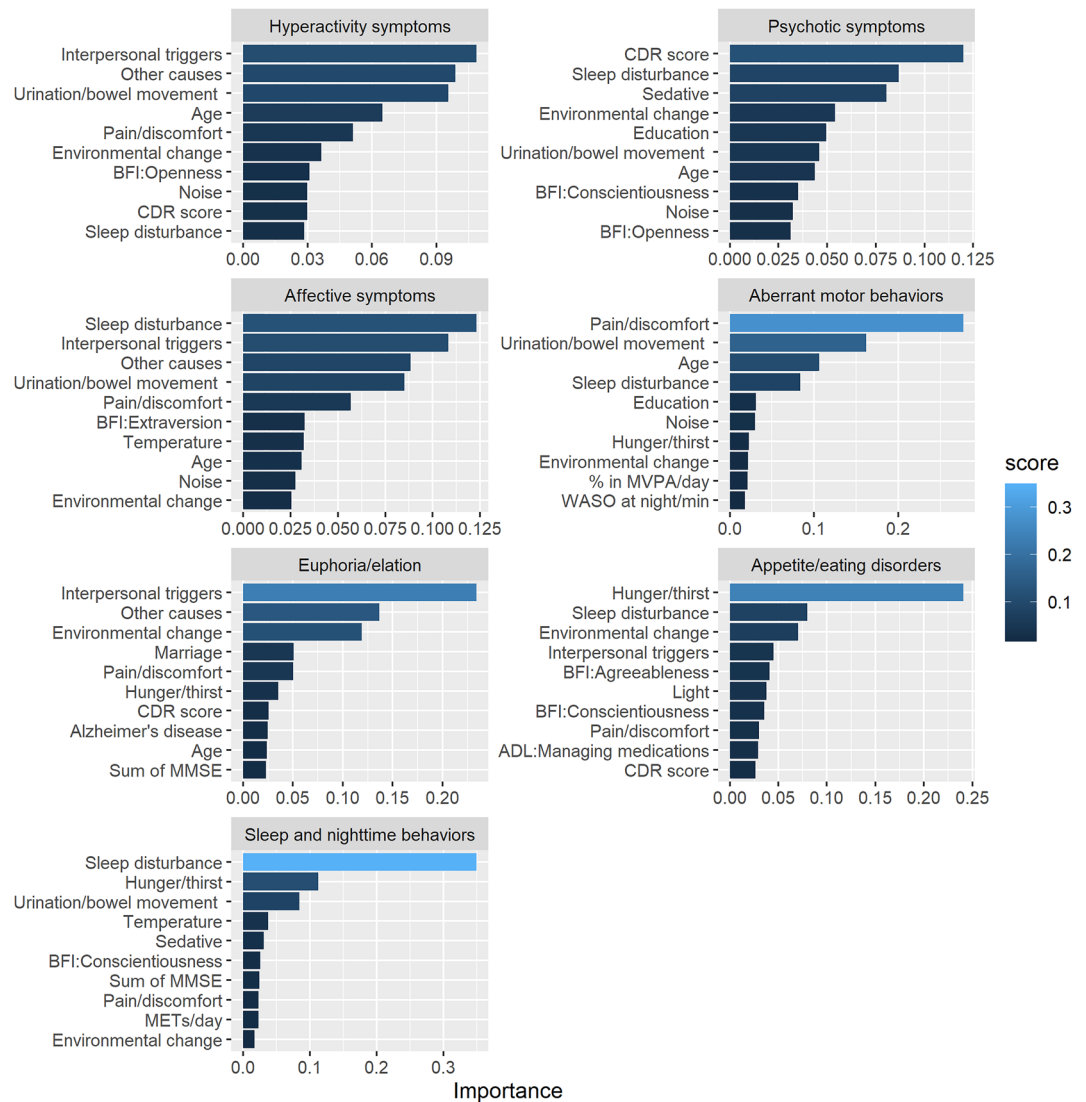 Hyperactivity symptoms
Interpersonal triggers
Other causes
Urination/bowel movement
Age
Pain/discomfort
Environmental change
BFI:Openness
Noise
CDR score
Sleep disturbance
0.00 0.03 0.06 0.09
Psychotic symptoms
CDR score
Sleep disturbance
Sedative
Environmental change
Education
Urination/bowel movement
Age
BFI:Conscientiousness
Noise
BFI:Openness
0.000 0.025 0.050 0.075 0.100 0.125
Affective symptoms
Sleep disturbance
Interpersonal triggers
Other causes
Urination/bowel movement
Pain/discomfort
BFI:Extraversion
Temperature
Age
Noise
Environmental change
0.000 0.025 0.050 0.075 0.100 0.125
Aberrant motor behaviors
Pain/discomfort
Urination/bowel movement
Age
Sleep disturbance
Education
Noise
Hunger/thirst
Environmental change
% in MVPA/day
WASO at night/min
0.0 0.1 0.2
Euphoria/elation
Interpersonal triggers
Other causes
Environmental change
Marriage
Pain/discomfort
Hunger/thirst
CDR score
Alzheimer's disease
Age
Sum of MMSE
0.00 0.05 0.10 0.15 0.20
Appetite/eating disorders
Hunger/thirst
Sleep disturbance
Environmental change
Interpersonal triggers
BFI:Agreeableness
Light
BFI:Conscientiousness
Pain/discomfort
ADL:Managing medications
CDR score
0.00 0.05 0.10 0.15 0.20 0.25
Sleep and nighttime behaviors
Sleep disturbance
Hunger/thirst
Urination/bowel movement
Temperature
Sedative
BFI:Conscientiousness
Sum of MMSE
Pain/discomfort
METs/day
Environmental change
0.0 0.1 0.2 0.3
Importance
score
0.3
0.2
0.1